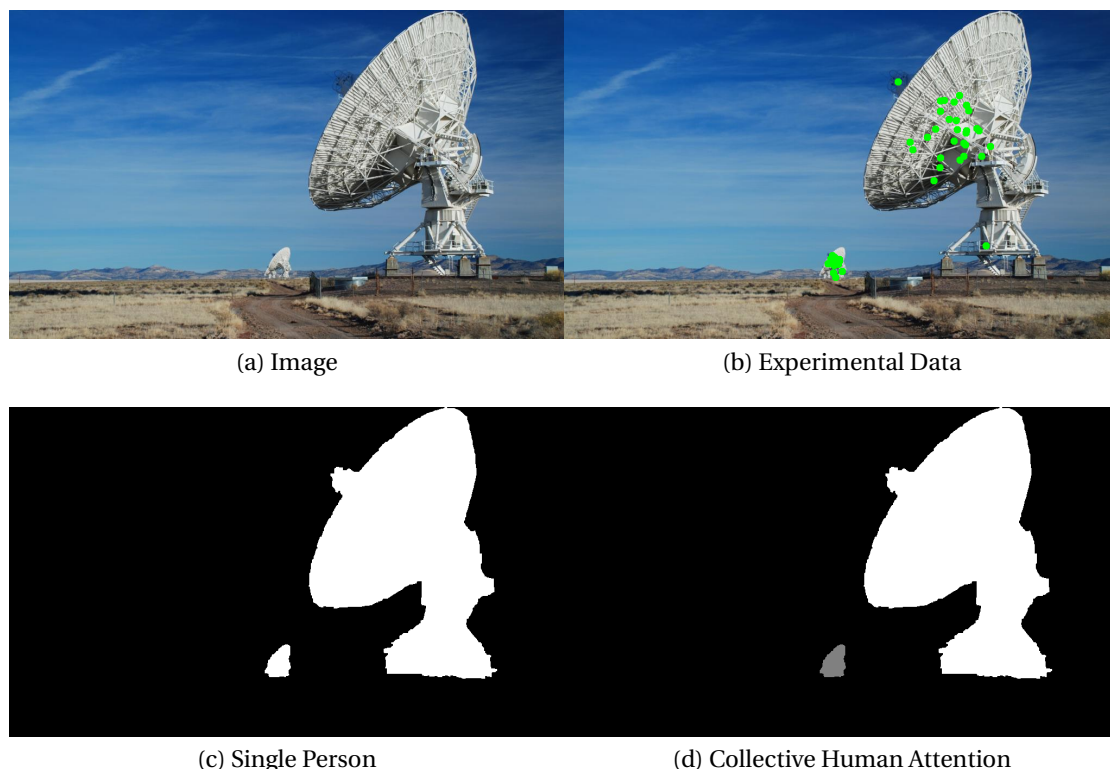 (a) Image
(b) Experimental Data
(c) Single Person
(d) Collective Human Attention